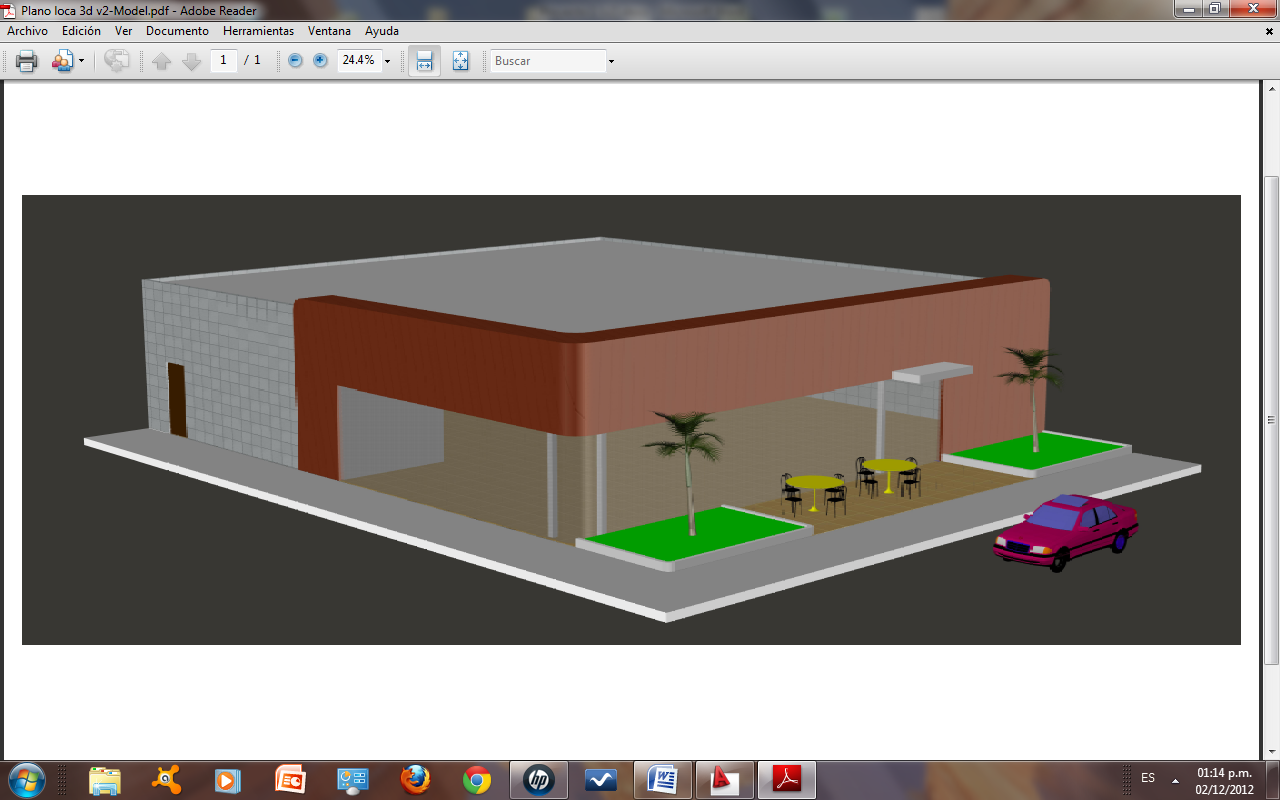 Plano loca 3d v2-Model.pdf - Adobe Reader
Archivo Edición Ver Documento Herramientas Ventana Ayuda
1 / 1 24.4% Buscar
hp
ES 01:14 p.m.
02/12/2012